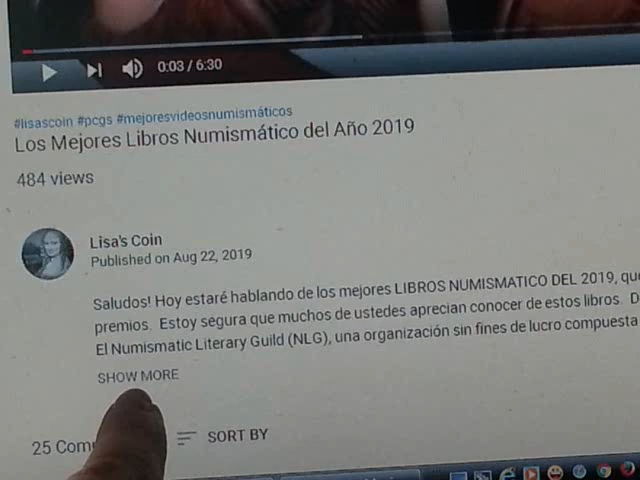 0:03 / 6:30
#lisascoin #pcgs #mejoresvideosnumismáticos
Los Mejores Libros Numismático del Año 2019
484 views
Lisa's Coin
Published on Aug 22, 2019
Saludos! Hoy estaré hablando de los mejores LIBROS NUMISMATICO DEL 2019, que
premios. Estoy segura que muchos de ustedes aprecian conocer de estos libros. D
El Numismatic Literary Guild (NLG), una organización sin fines de lucro compuesta
SHOW MORE
25 Com
SORT BY